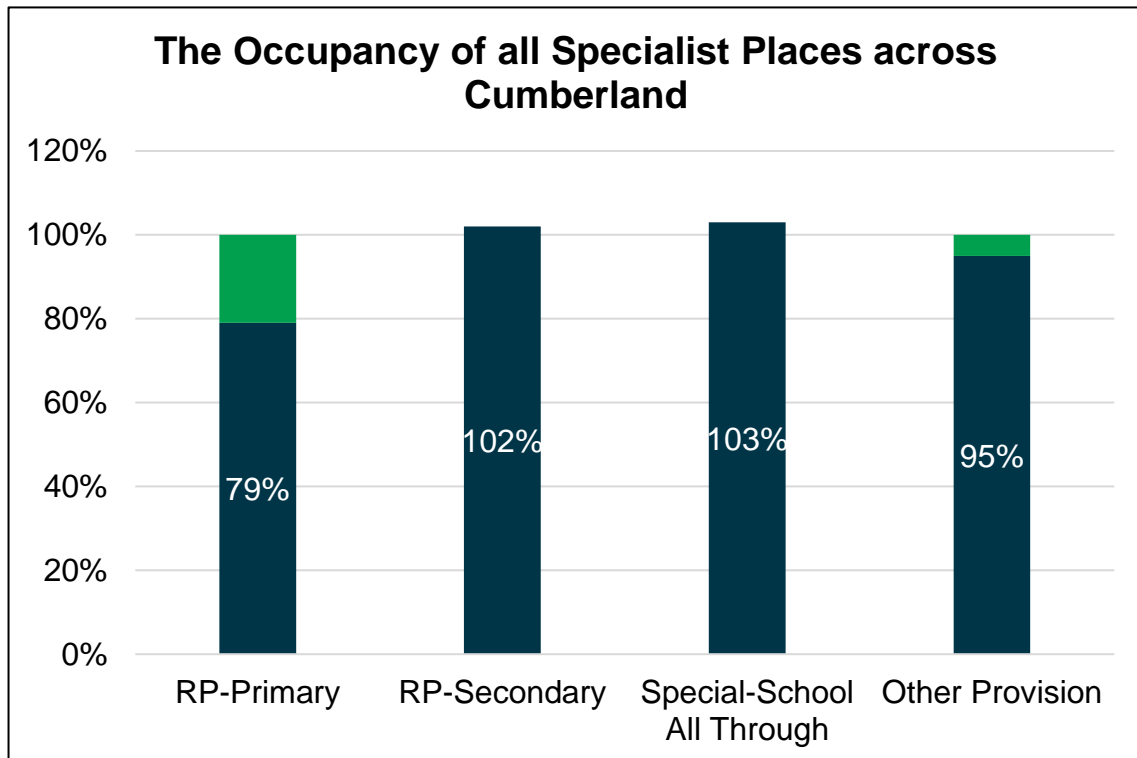 The Occupancy of all Specialist Places across
Cumberland
120%
100%
80%
60%
40%
20%
0%
79%
102%
103%
95%
RP-Primary
RP-Secondary
Special-School
All Through
Other Provision